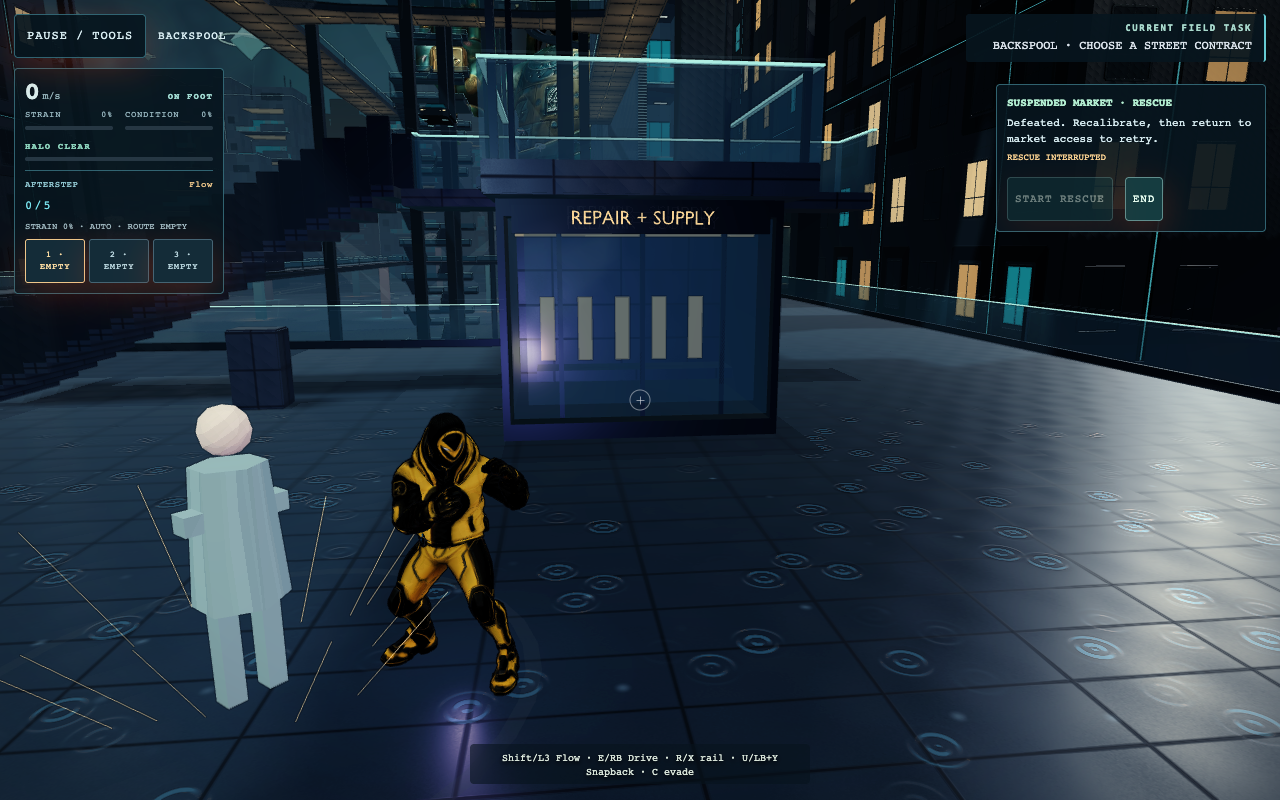 PAUSE / TOOLS
BACKSPOOL
0 m/s
ON FOOT
STRAIN 0%
CONDITION 0%
HALO CLEAR
AFTERSTEP
Flow
0 / 5
STRAIN 0% · AUTO · ROUTE EMPTY
1 · EMPTY
2 · EMPTY
3 · EMPTY
REPAIR + SUPPLY
CURRENT FIELD TASK
BACKSPOOL · CHOOSE A STREET CONTRACT
SUSPENDED MARKET · RESCUE
Defeated. Recalibrate, then return to
market access to retry.
RESCUE INTERRUPTED
START RESCUE
END
Shift/L3 Flow · E/RB Drive · R/X rail · U/LB+Y
Snapback · C evade